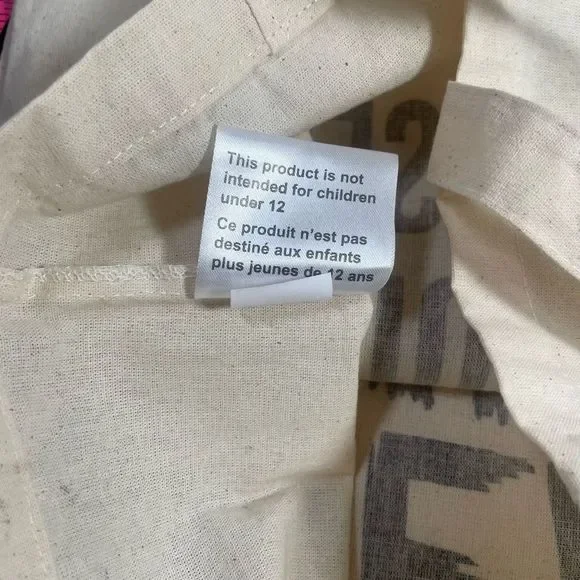 This product is not
intended for children
under 12
Ce produit n'est pas
destiné aux enfants
plus jeunes de 12 ans